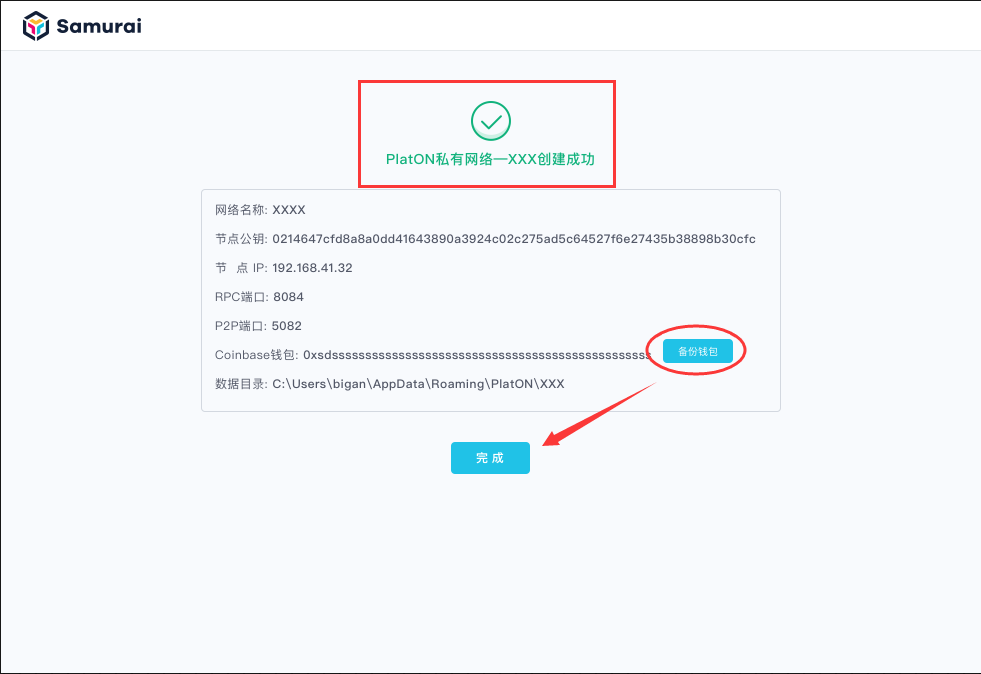 Samurai
PlatON私有网络—XXX创建成功
网络名称: XXXX
节点公钥: 0214647cfd8a8a0dd41643890a3924c02c275ad5c64527f6e27435b38898b30cfc
节 点 IP: 192.168.41.32
RPC端口: 8084
P2P端口: 5082
Coinbase钱包: 0xsdsssssssssssssssssssssssssssssssssssssssssssssssss
备份钱包
数据目录: C:\Users\bigan\AppData\Roaming\PlatON\XXX
完 成